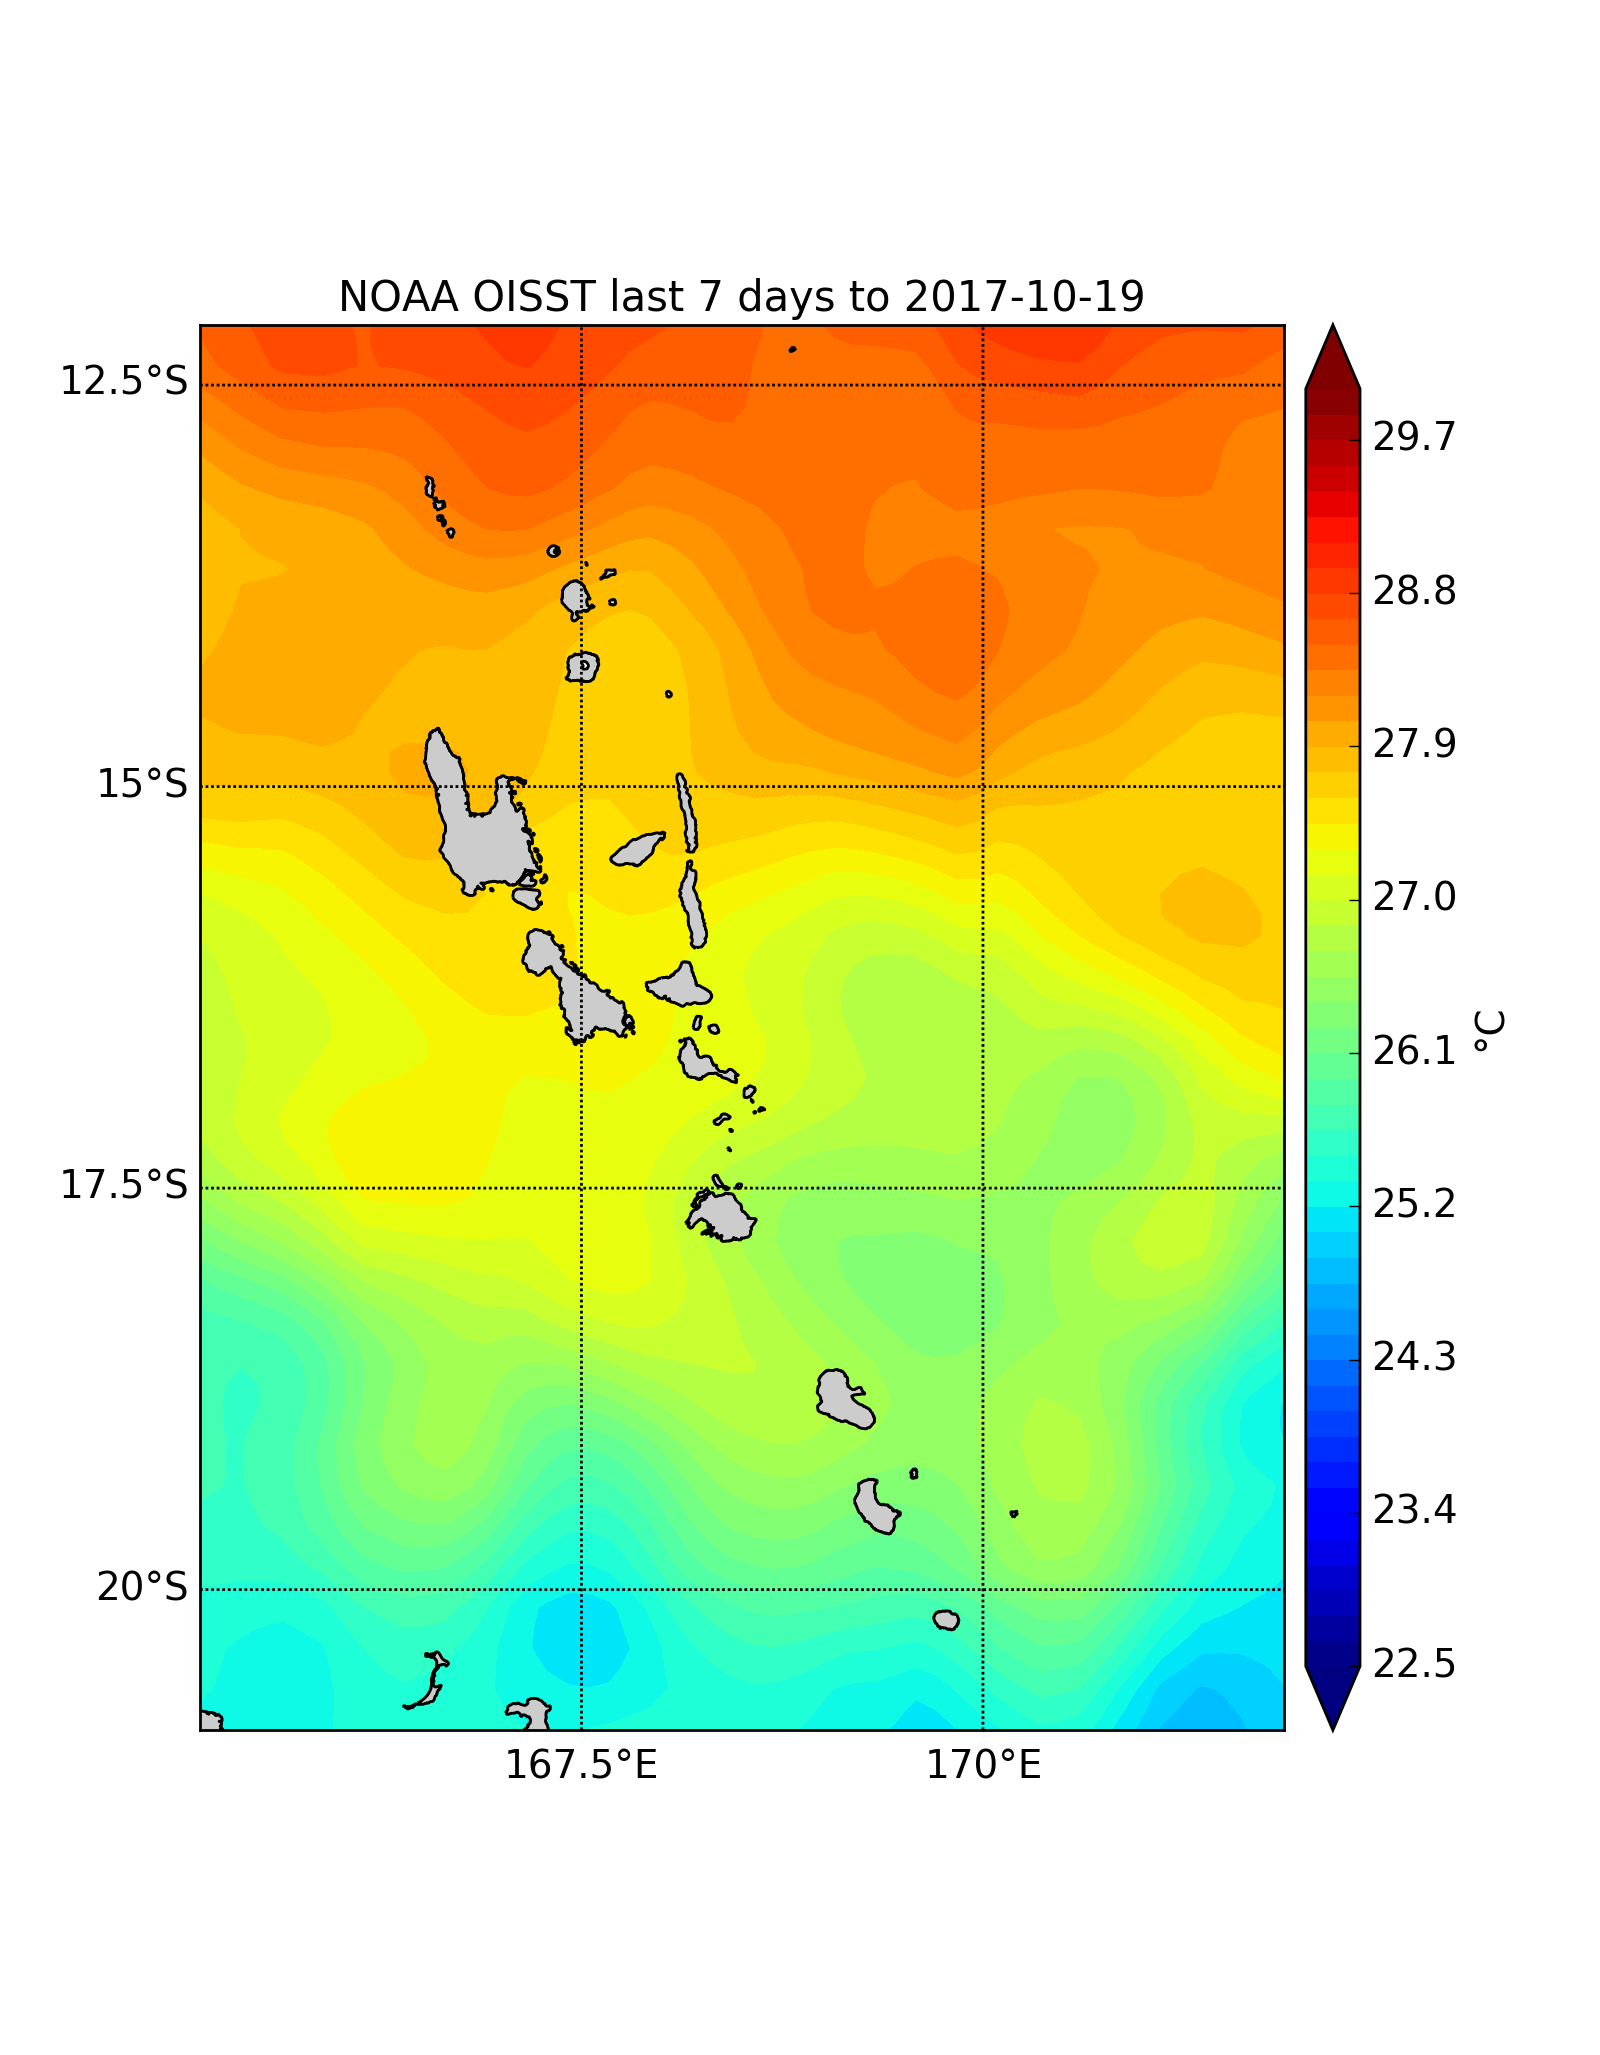 NOAA OISST last 7 days to 2017-10-19
12.5°S
15°S
17.5°S
20°S
167.5°E
170°E
29.7
28.8
27.9
27.0
26.1
25.2
24.3
23.4
22.5
°C